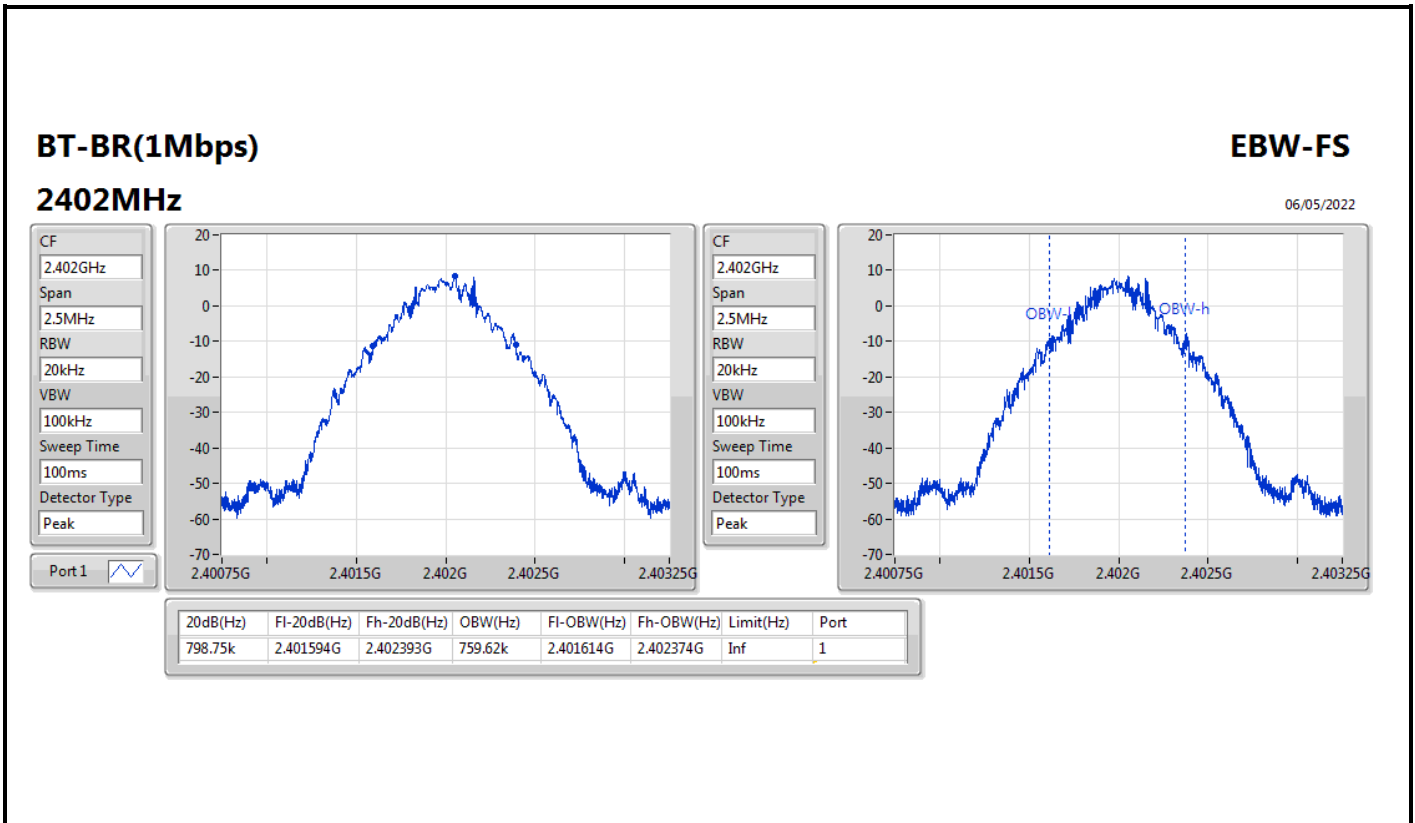 BT-BR(1Mbps)
EBW-FS
2402MHz
06/05/2022
CF
2.402GHz
Span
2.5MHz
RBW
20kHz
VBW
100kHz
Sweep Time
100ms
Detector Type
Peak
Port 1
20
10
0
-10
-20
-30
-40
-50
-60
-70
2.40075G 2.4015G 2.402G 2.4025G 2.40325G
CF
2.402GHz
Span
2.5MHz
RBW
20kHz
VBW
100kHz
Sweep Time
100ms
Detector Type
Peak
20
10
0
-10
-20
-30
-40
-50
-60
-70
OBW-h
2.40075G 2.4015G 2.402G 2.4025G 2.40325G
20dB(Hz) Fl-20dB(Hz) Fh-20dB(Hz) OBW(Hz) Fl-OBW(Hz) Fh-OBW(Hz) Limit(Hz) Port
798.75k 2.401594G 2.402393G 759.62k 2.401614G 2.402374G Inf 1